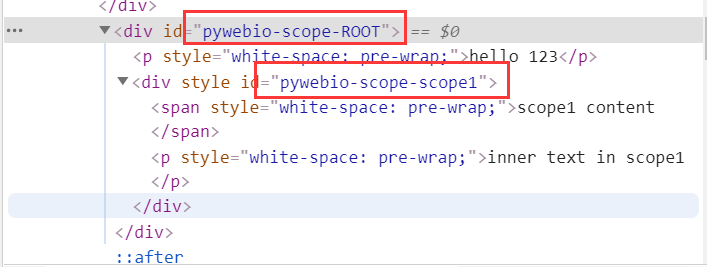 </div>
<div id="pywebio-scope-ROOT"> == $0
<p style="white-space: pre-wrap;">hello 123</p>
<div style id="pywebio-scope-scope1">
<span style="white-space: pre-wrap;">scope1 content
</span>
<p style="white-space: pre-wrap;">inner text in scope1
</p>
</div>
</div>
::after